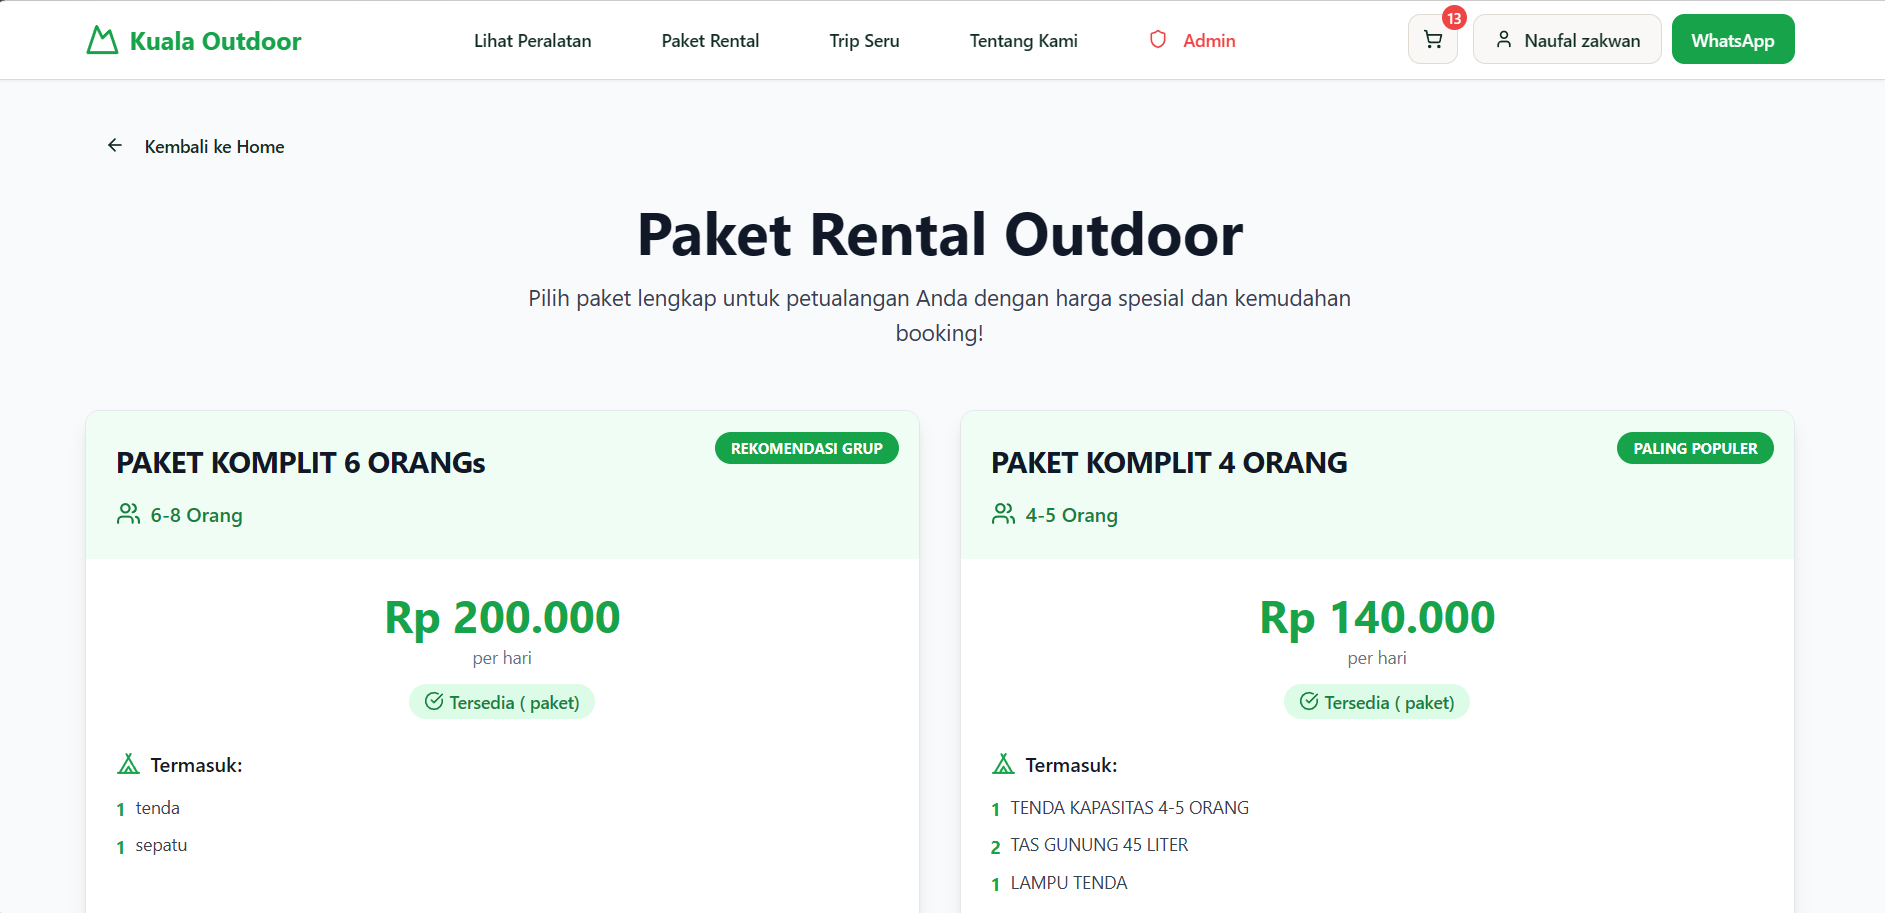 Kuala Outdoor
Lihat Peralatan
Paket Rental
Trip Seru
Tentang Kami
Admin
13
Naufal zakwan
WhatsApp
Kembali ke Home
Paket Rental Outdoor
Pilih paket lengkap untuk petualangan Anda dengan harga spesial dan kemudahan
booking!
PAKET KOMPLIT 6 ORANGs
REKOMENDASI GRUP
6-8 Orang
Rp 200.000
per hari
Tersedia ( paket)
Termasuk:
1 tenda
1 sepatu
PAKET KOMPLIT 4 ORANG
PALING POPULER
4-5 Orang
Rp 140.000
per hari
Tersedia ( paket)
Termasuk:
1 TENDA KAPASITAS 4-5 ORANG
2 TAS GUNUNG 45 LITER
1 LAMPU TENDA